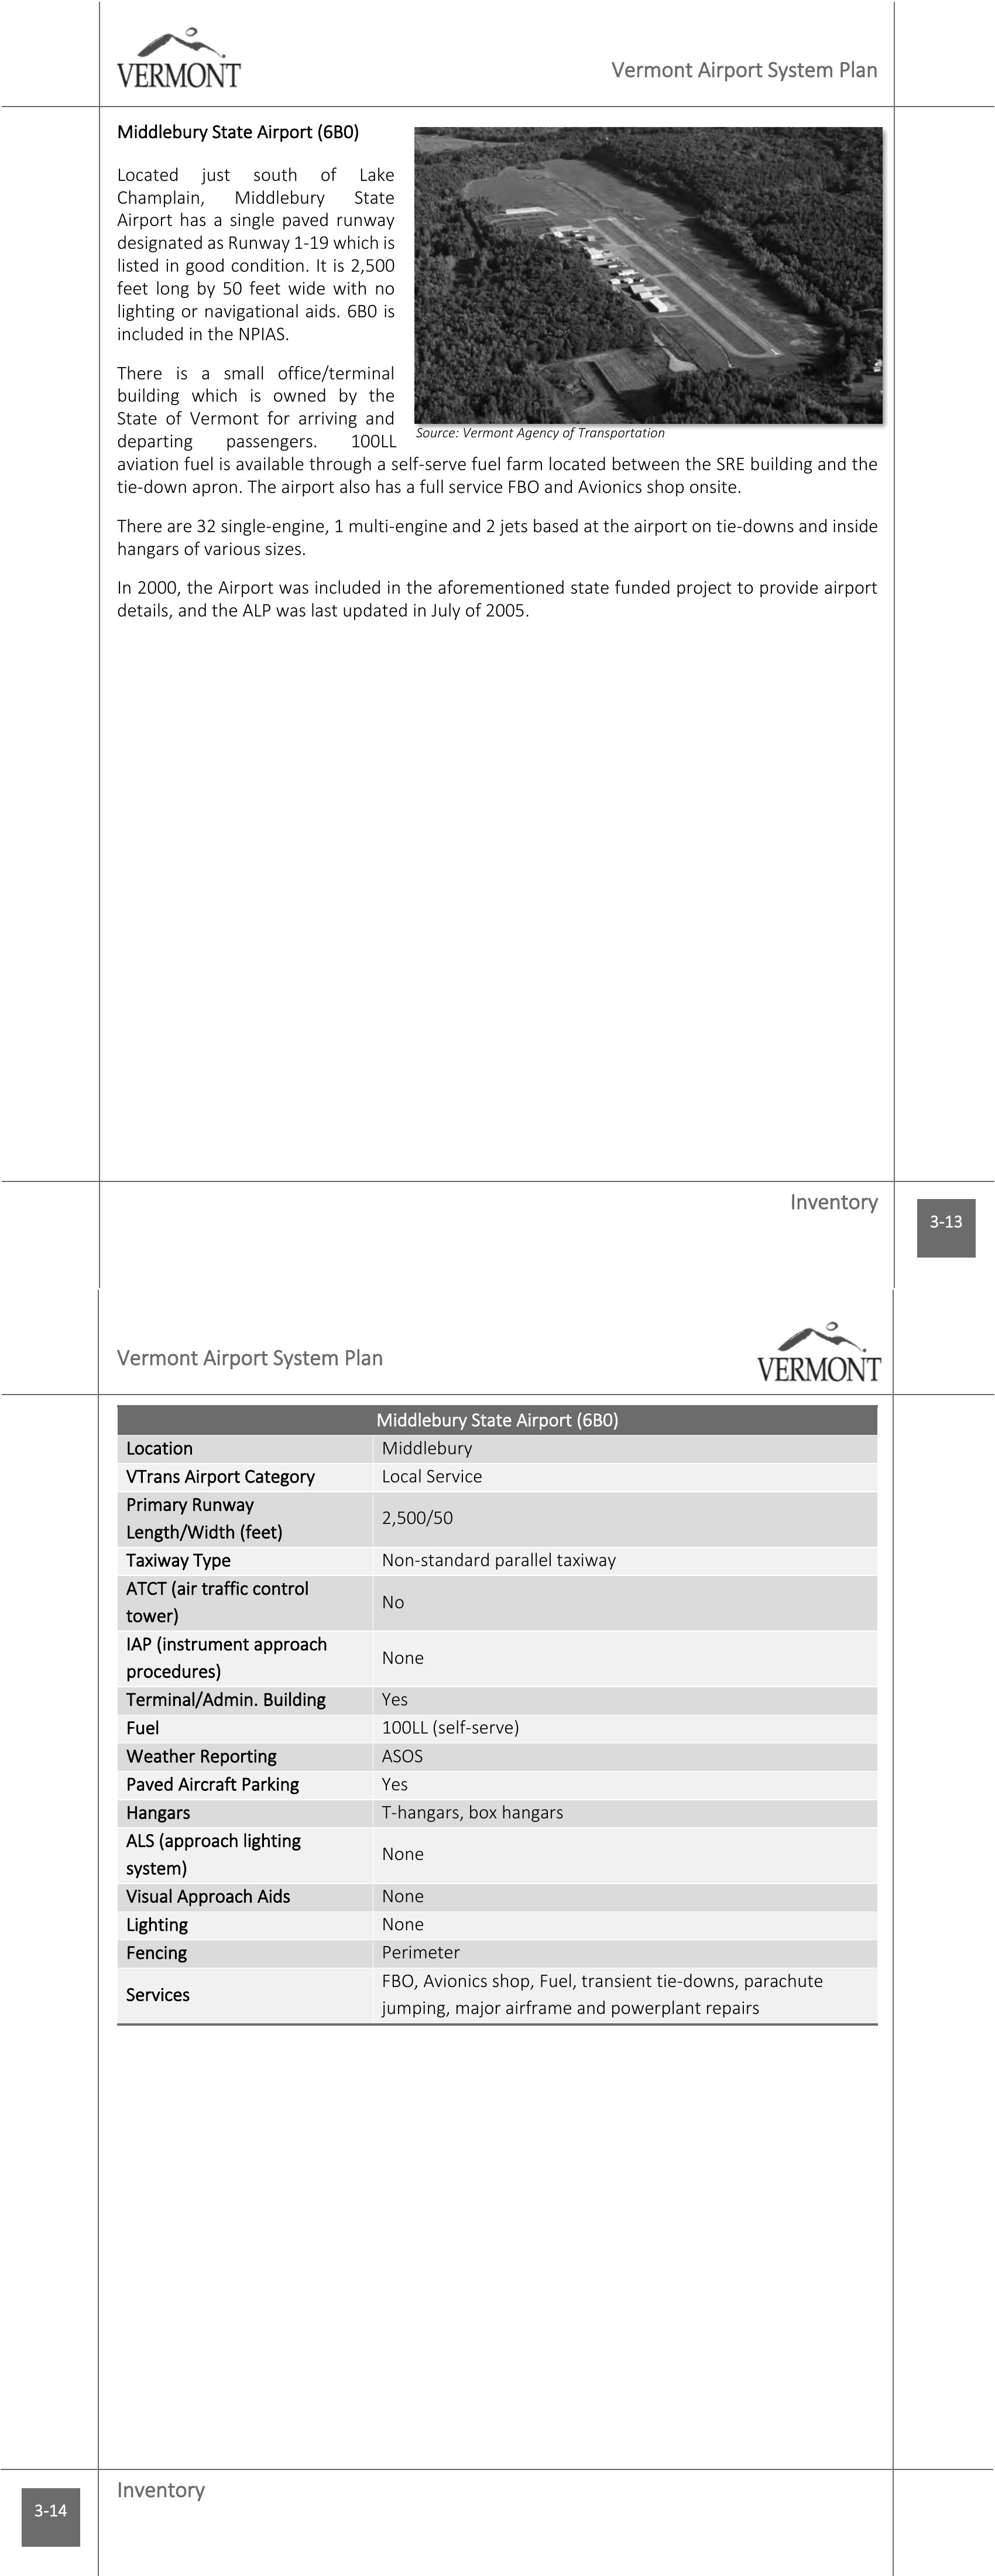 VERMONT
Vermont Airport System Plan
Middlebury State Airport (6B0)
Located just south of Lake
Champlain, Middlebury State
Airport has a single paved runway
designated as Runway 1-19 which is
listed in good condition. It is 2,500
feet long by 50 feet wide with no
lighting or navigational aids. 6B0 is
included in the NPIAS.
There is a small office/terminal
building which is owned by the
State of Vermont for arriving and
departing passengers. 100LL
Source: Vermont Agency of Transportation
aviation fuel is available through a self-serve fuel farm located between the SRE building and the
tie-down apron. The airport also has a full service FBO and Avionics shop onsite.
There are 32 single-engine, 1 multi-engine and 2 jets based at the airport on tie-downs and inside
hangars of various sizes.
In 2000, the Airport was included in the aforementioned state funded project to provide airport
details, and the ALP was last updated in July of 2005.
Inventory
3-13
Vermont Airport System Plan
VERMONT
Middlebury State Airport (6B0)
Location Middlebury
VTrans Airport Category Local Service
Primary Runway
Length/Width (feet)
2,500/50
Taxiway Type Non-standard parallel taxiway
ATCT (air traffic control
tower)
No
IAP (instrument approach
procedures)
None
Terminal/Admin. Building Yes
Fuel 100LL (self-serve)
Weather Reporting ASOS
Paved Aircraft Parking Yes
Hangars T-hangars, box hangars
ALS (approach lighting
system)
None
Visual Approach Aids None
Lighting None
Fencing Perimeter
Services
FBO, Avionics shop, Fuel, transient tie-downs, parachute
jumping, major airframe and powerplant repairs
Inventory
3-14